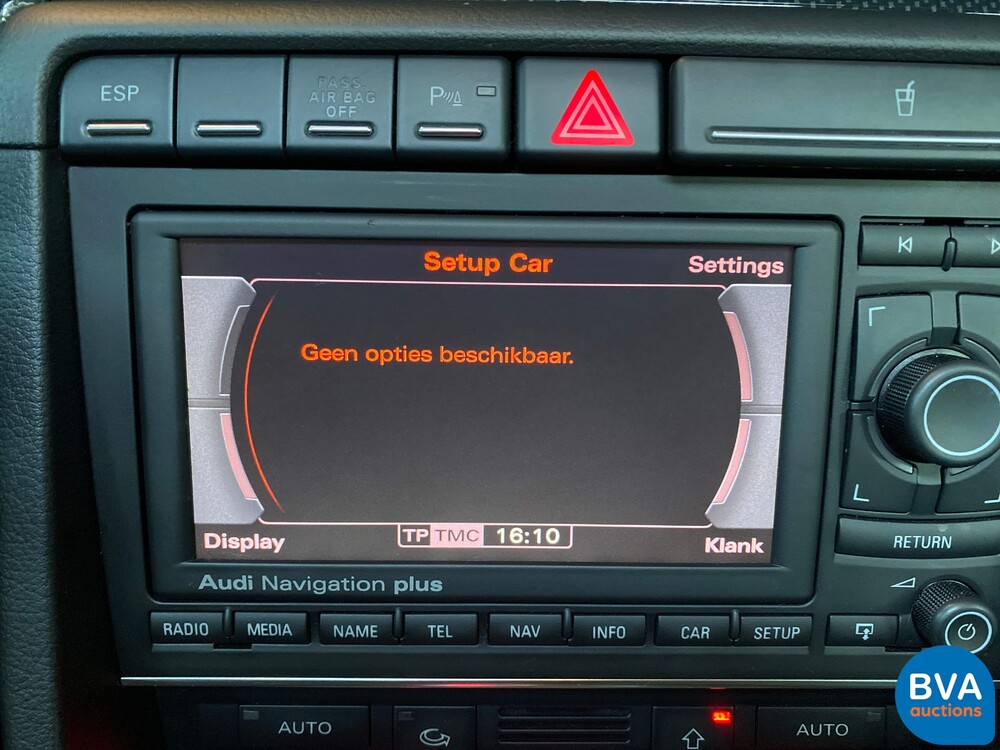 ESP
PASS.
AIR BAG
OFF
P
Setup Car
Settings
Geen opties beschikbaar.
Display
TP TMC 16:10
Klank
Audi Navigation plus
RETURN
RADIO MEDIA NAME TEL NAV INFO CAR SETUP
AUTO
AUTO
BVA
auctions